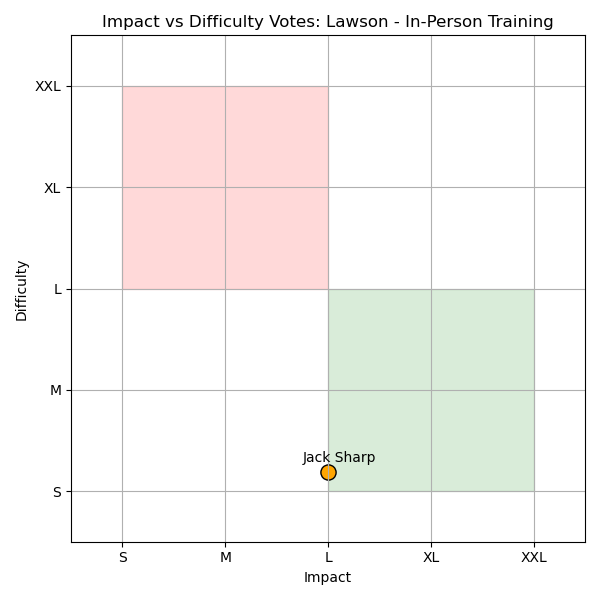 Impact vs Difficulty Votes: Lawson - In-Person Training
XXL
XL
L
M
S
Difficulty
Jack Sharp
S M L XL XXL
Impact